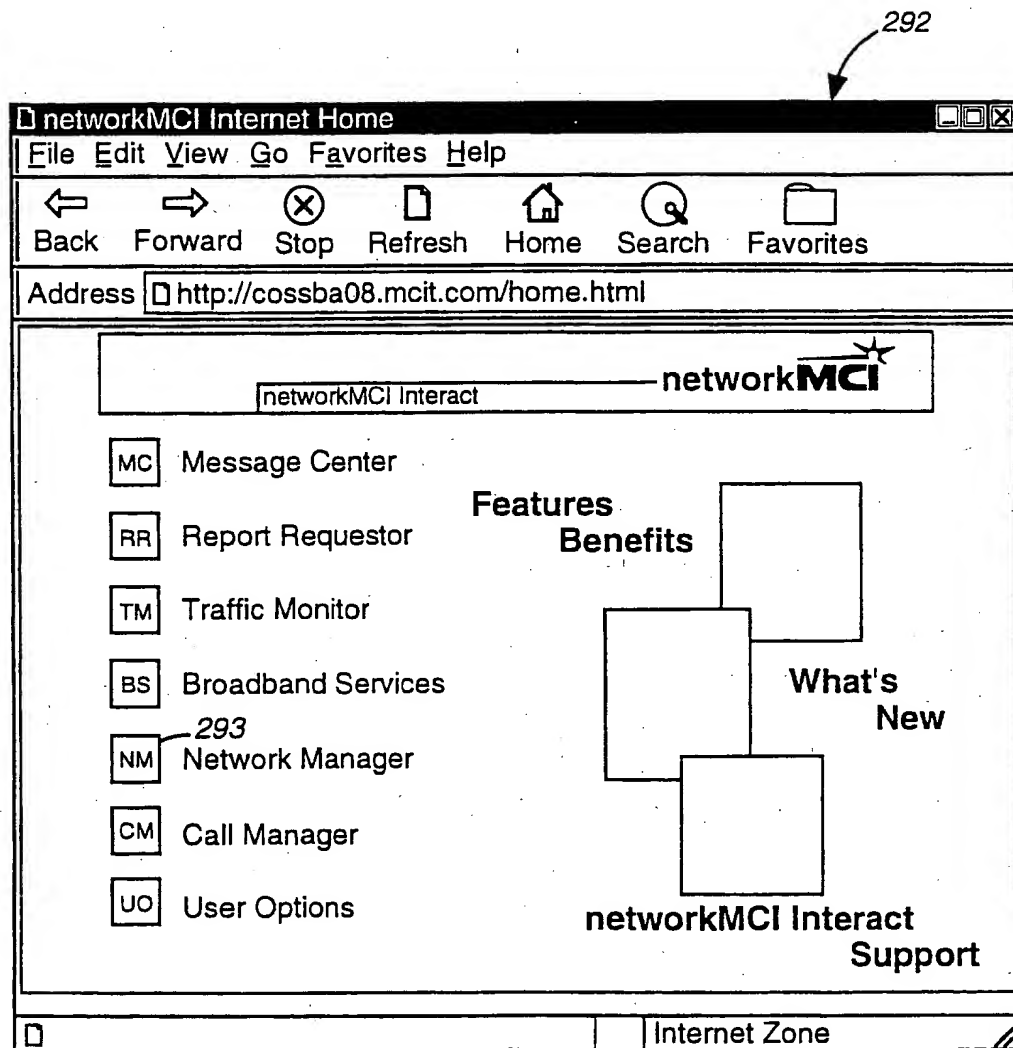 292
networkMCI Internet Home
File Edit View Go Favorites Help
Back Forward Stop Refresh Home Search Favorites
Address http://cossba08.mcit.com/home.html
networkMCI Interact
networkMCI
MC Message Center
RR Report Requestor
TM Traffic Monitor
BS Broadband Services
293
NM Network Manager
CM Call Manager
UO User Options
Features
Benefits
What's
New
networkMCI Interact
Support
Internet Zone